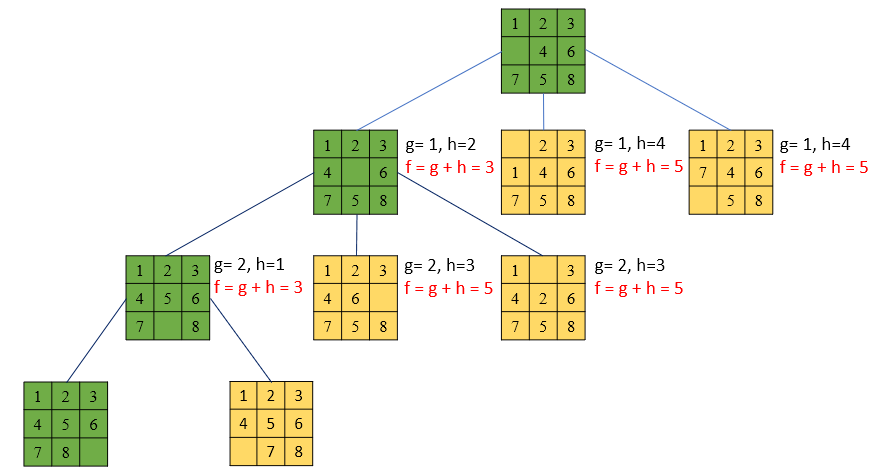 1 2 3
4 6
7 5 8
1 2 3
4 6
7 5 8
g= 1, h=2
f = g + h = 3
2 3
1 4 6
7 5 8
g= 1, h=4
f = g + h = 5
1 2 3
7 4 6
5 8
g= 1, h=4
f = g + h = 5
1 2 3
4 5 6
7 8
g= 2, h=1
f = g + h = 3
1 2 3
4 6
7 5 8
g= 2, h=3
f = g + h = 5
1 3
4 2 6
7 5 8
g= 2, h=3
f = g + h = 5
1 2 3
4 5 6
7 8
1 2 3
4 5 6
7 8